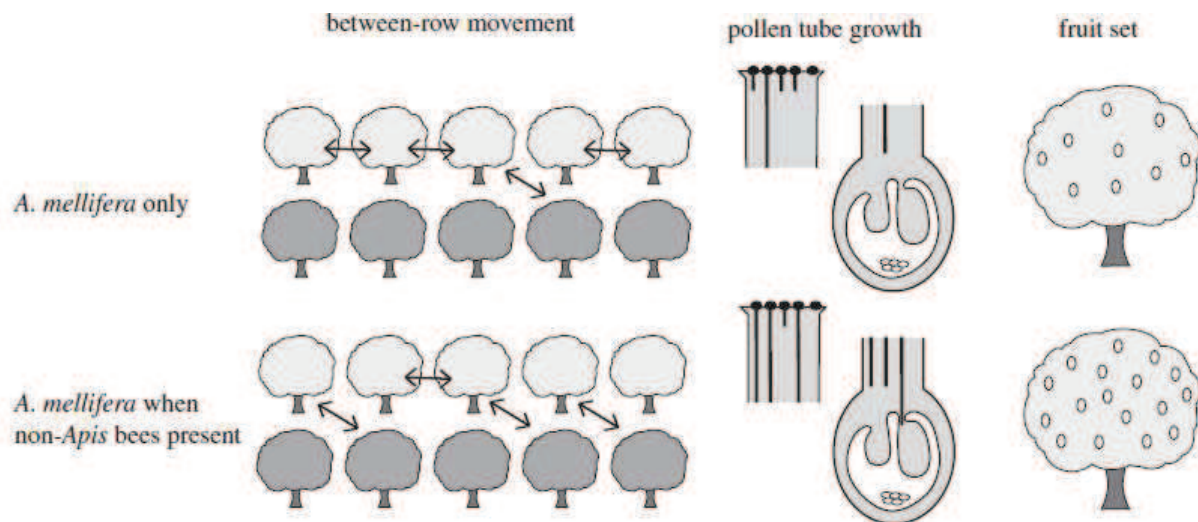 between-row movement
pollen tube growth
fruit set
A. mellifera only
A. mellifera when
non-Apis bees present